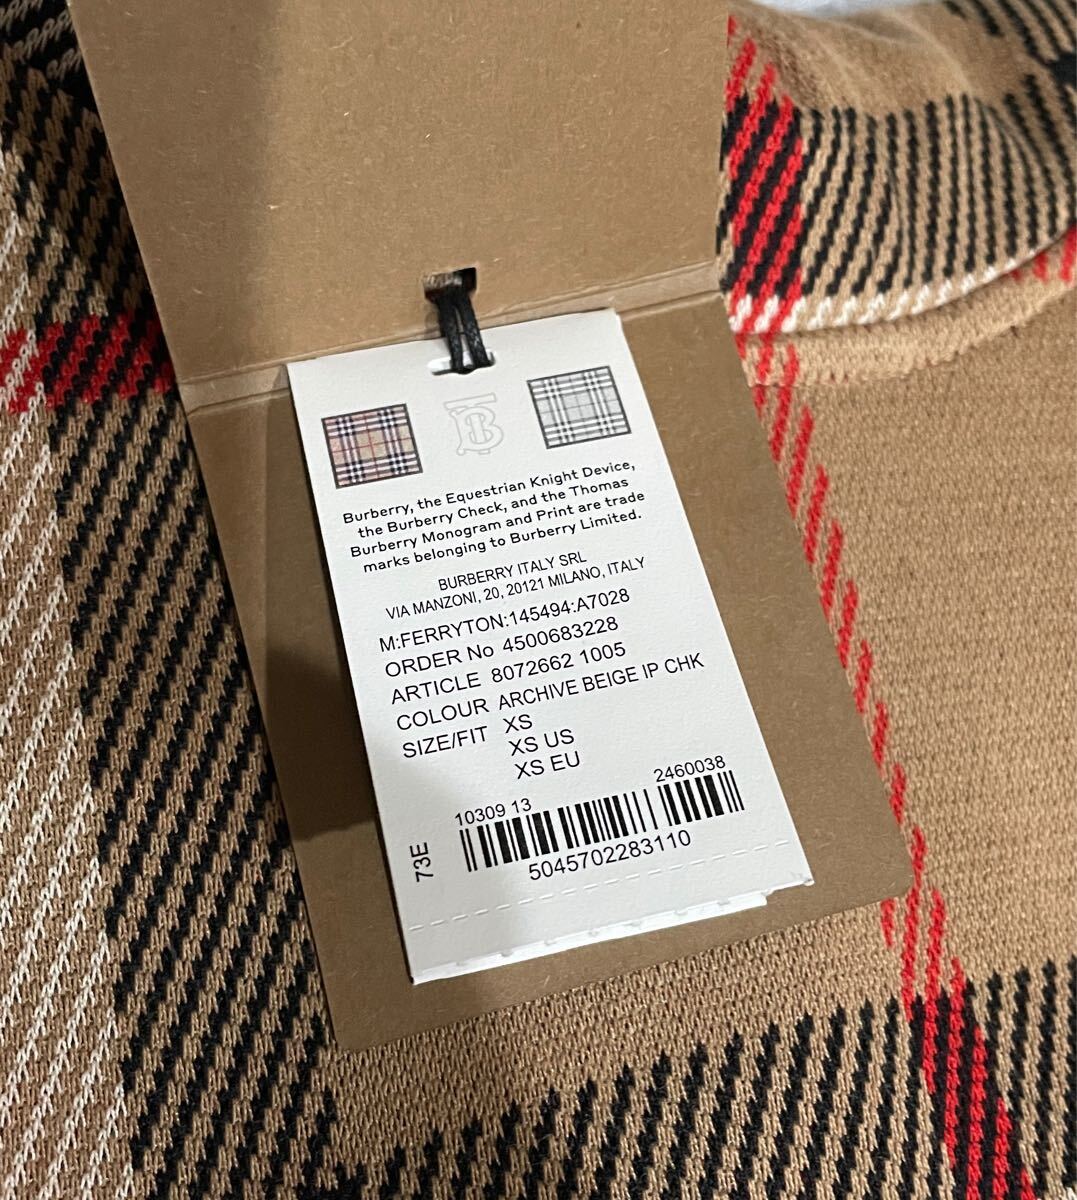 TB
Burberry, the Equestrian Knight Device,
the Burberry Check, and the Thomas
Burberry Monogram and Print are trade
marks belonging to Burberry Limited.
BURBERRY ITALY SRL
VIA MANZONI, 20, 20121 MILANO, ITALY
M:FERRYTON:145494:A7028
ORDER No 4500683228
ARTICLE 8072662 1005
COLOUR ARCHIVE BEIGE IP CHK
SIZE/FIT XS
XS US
XS EU
10309 13 2460038
73E
5045702283110